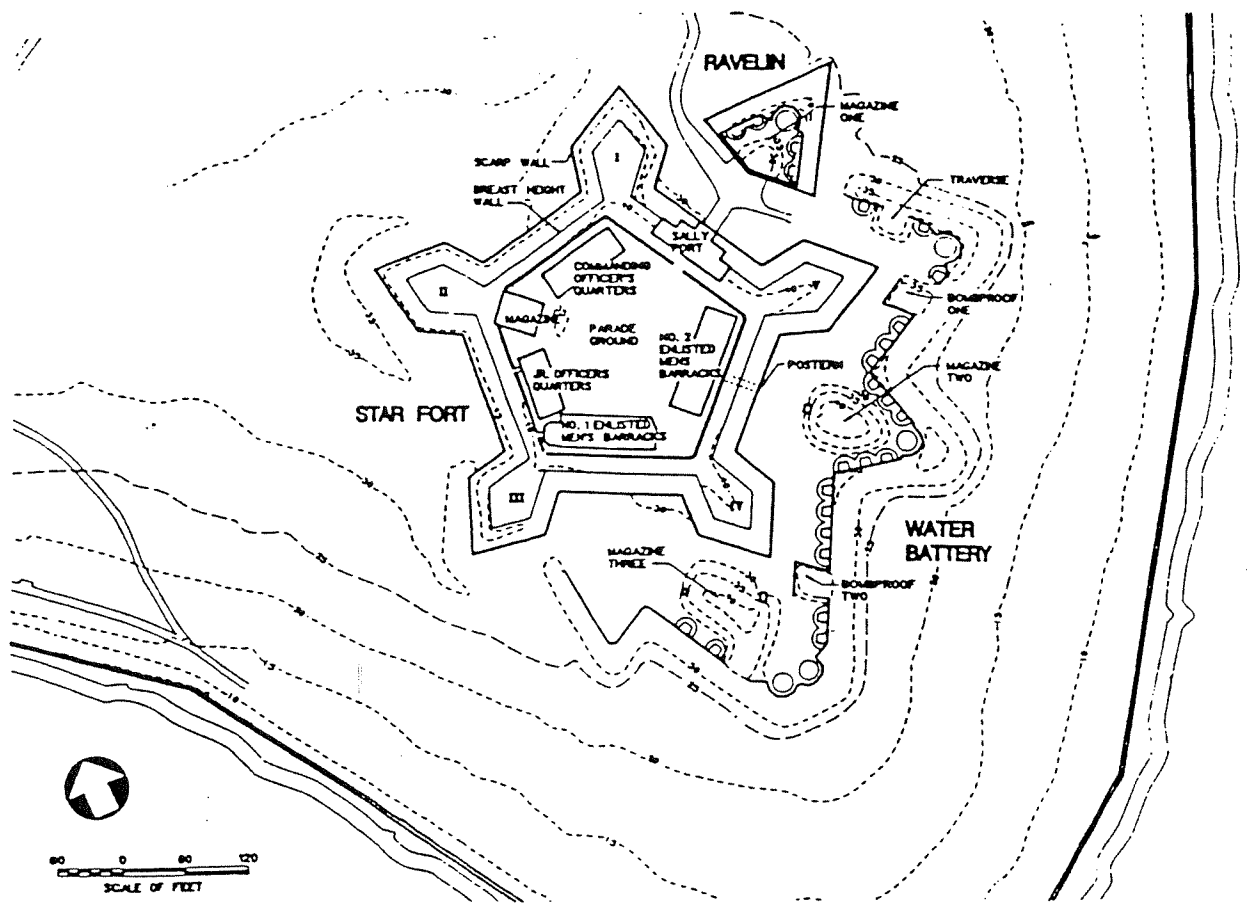 RAVELIN
MAGAZINE
ONE
SCARP WALL
I
TRAVERSE
BREAST HEIGHT
WALL
SALLY
PORT
COMMANDING
OFFICER'S
QUARTERS
II
V
BOMBPROOF
ONE
MAGAZINE
PARADE
GROUND
NO. 2
ENLISTED
MENS
BARRACKS
POSTERN
MAGAZINE
TWO
JR. OFFICERS
QUARTERS
STAR FORT
NO. 1 ENLISTED
MEN'S BARRACKS
III
IV
WATER
BATTERY
MAGAZINE
THREE
BOMBPROOF
TWO
60 0 60 120
SCALE OF FEET